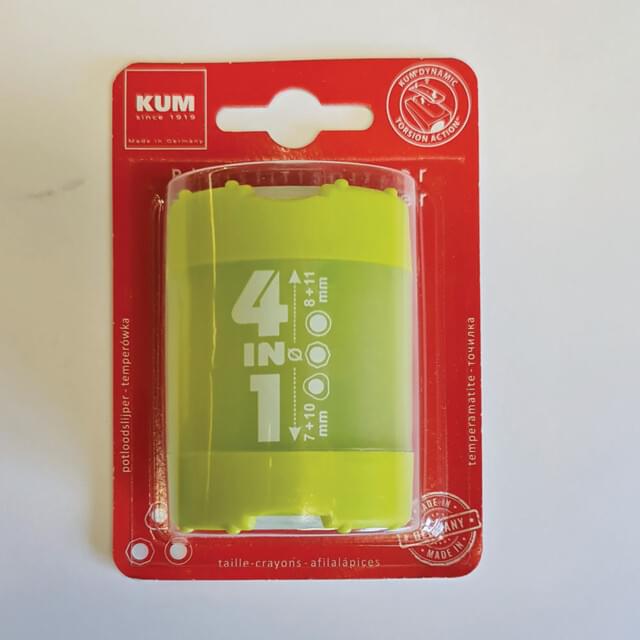 KUM
since 1919
Made in Germany
KUM DYNAMIC
TORSION ACTION
4
IN
1
Ø
8+11
mm
7+10
mm
potloodslijper · temperówka
temperamatite · точилка
taille-crayons · afilalápices
MADE IN
GERMANY
MADE IN